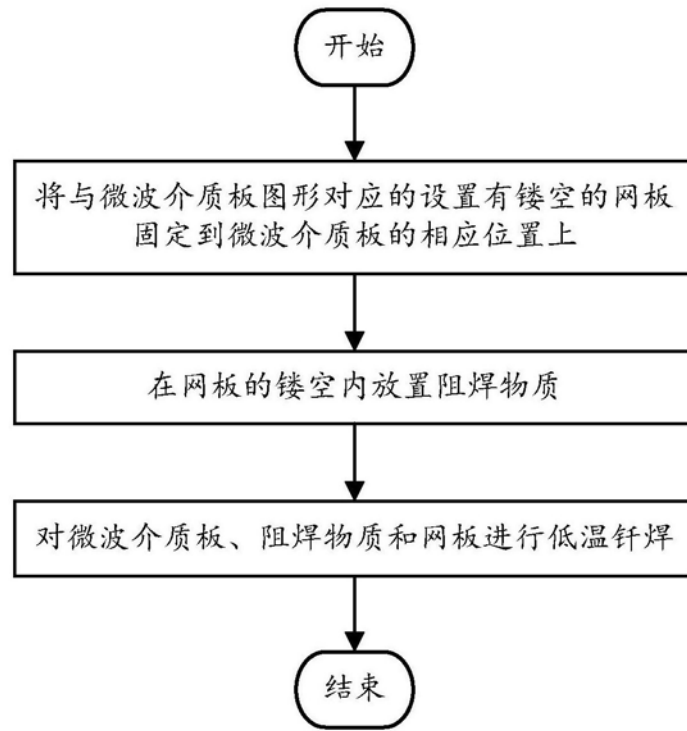 开始
将与微波介质板图形对应的设置有镂空的网板
固定到微波介质板的相应位置上
在网板的镂空内放置阻焊物质
对微波介质板、阻焊物质和网板进行低温钎焊
结束